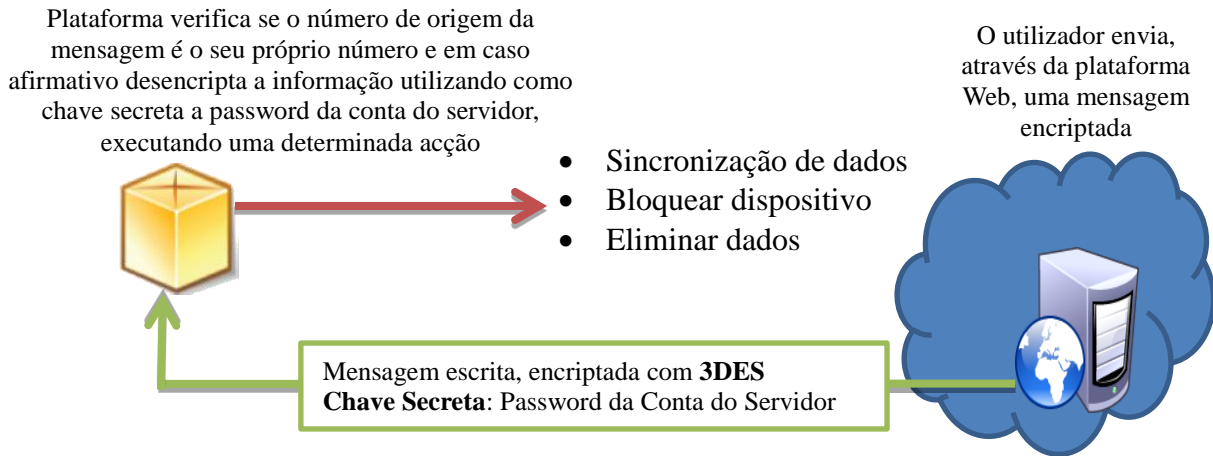 Plataforma verifica se o número de origem da
mensagem é o seu próprio número e em caso
afirmativo desencripta a informação utilizando como
chave secreta a password da conta do servidor,
executando uma determinada acção
O utilizador envia,
através da plataforma
Web, uma mensagem
encriptada
• Sincronização de dados
• Bloquear dispositivo
• Eliminar dados
Mensagem escrita, encriptada com 3DES
Chave Secreta: Password da Conta do Servidor